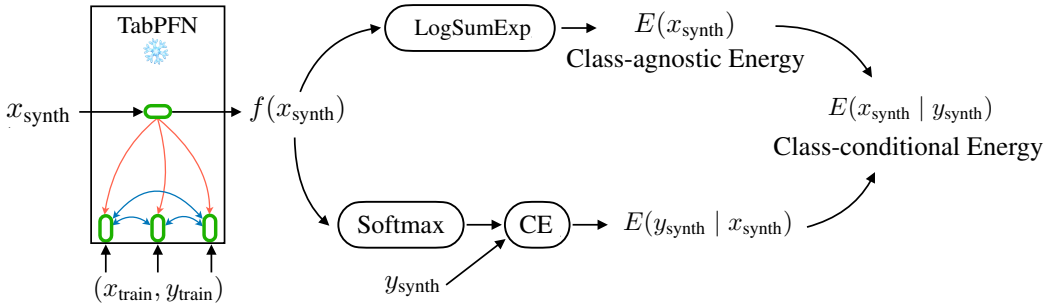 TabPFN
x_synth
(x_train, y_train)
f(x_synth)
LogSumExp
E(x_synth)
Class-agnostic Energy
Softmax
CE
y_synth
E(y_synth | x_synth)
E(x_synth | y_synth)
Class-conditional Energy